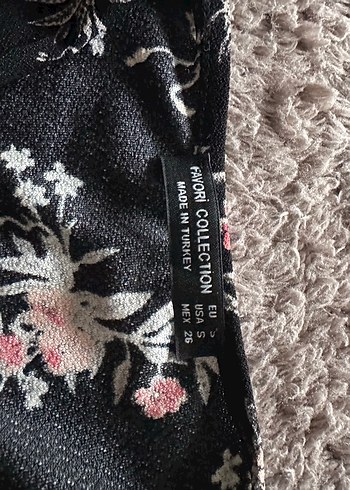 FAVORI COLLECTION
MADE IN TURKEY
EU S
USA S
MEX 26